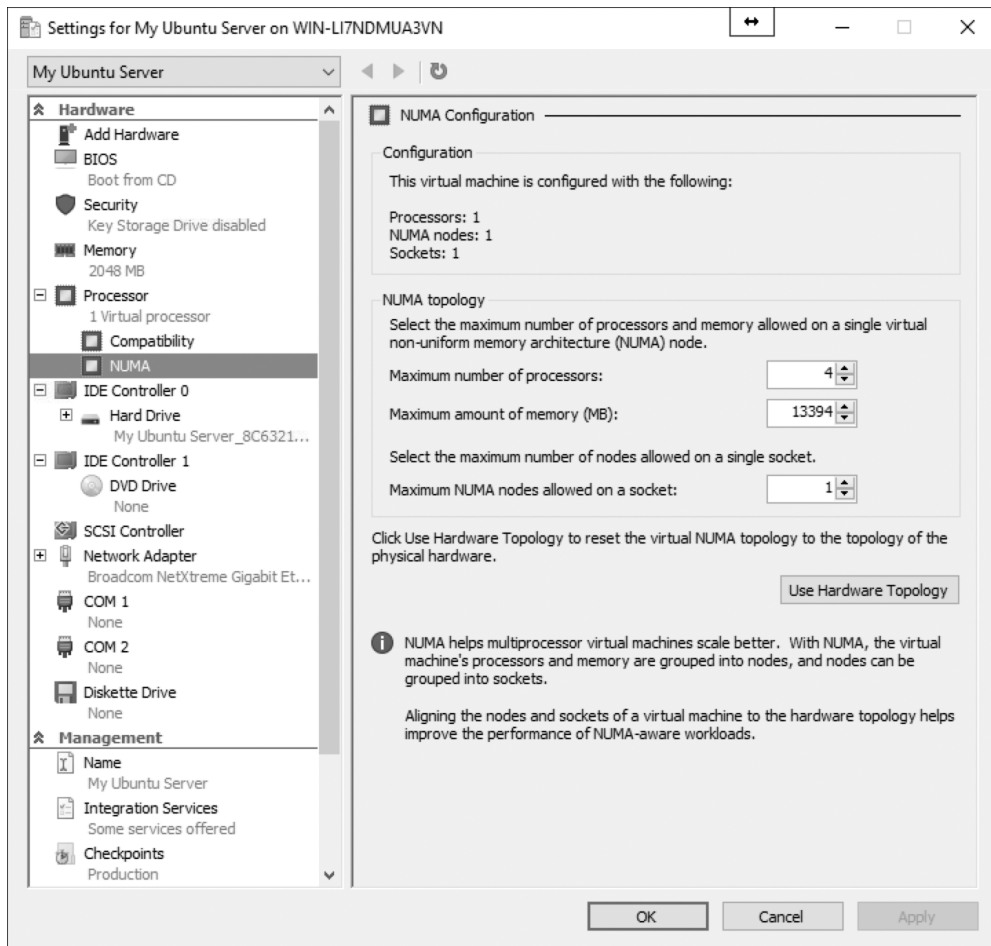 Settings for My Ubuntu Server on WIN-LI7NDMUA3VN
My Ubuntu Server
Hardware
Add Hardware
BIOS
Boot from CD
Security
Key Storage Drive disabled
Memory
2048 MB
Processor
1 Virtual processor
Compatibility
NUMA
IDE Controller 0
Hard Drive
My Ubuntu Server_8C6321...
IDE Controller 1
DVD Drive
None
SCSI Controller
Network Adapter
Broadcom NetXtreme Gigabit Et...
COM 1
None
COM 2
None
Diskette Drive
None
Management
Name
My Ubuntu Server
Integration Services
Some services offered
Checkpoints
Production
NUMA Configuration
Configuration
This virtual machine is configured with the following:
Processors: 1
NUMA nodes: 1
Sockets: 1
NUMA topology
Select the maximum number of processors and memory allowed on a single virtual
non-uniform memory architecture (NUMA) node.
Maximum number of processors: 4
Maximum amount of memory (MB): 13394
Select the maximum number of nodes allowed on a single socket.
Maximum NUMA nodes allowed on a socket: 1
Click Use Hardware Topology to reset the virtual NUMA topology to the topology of the
physical hardware.
Use Hardware Topology
NUMA helps multiprocessor virtual machines scale better. With NUMA, the virtual
machine's processors and memory are grouped into nodes, and nodes can be
grouped into sockets.
Aligning the nodes and sockets of a virtual machine to the hardware topology helps
improve the performance of NUMA-aware workloads.
OK Cancel Apply